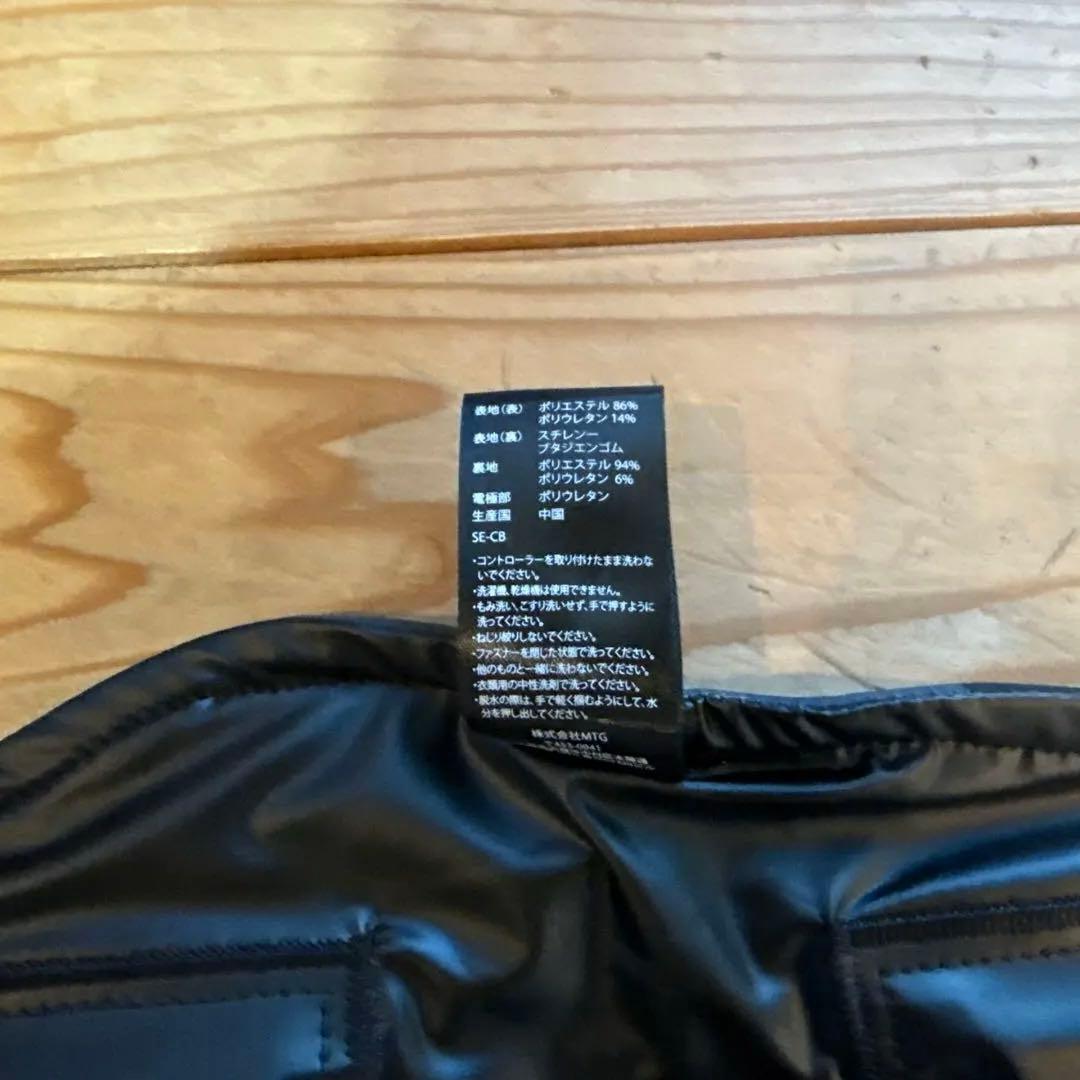 表地(表) ポリエステル 86%
ポリウレタン 14%
表地(裏) スチレンー
ブタジエンゴム
裏地 ポリエステル 94%
ポリウレタン 6%
電極部 ポリウレタン
生産国 中国
SE-CB
・コントローラーを取り付けたまま洗わな
いでください。
・洗濯機、乾燥機は使用できません。
・もみ洗い、こすり洗いせず、手で押すように
洗ってください。
・ねじり絞りしないでください。
・ファスナーを閉じた状態で洗ってください。
・他のものと一緒に洗わないでください。
・衣類用の中性洗剤で洗ってください。
・脱水の際は、手で軽く掴むようにして、水
分を押し出してください。
株式会社MTG
〒453-0041